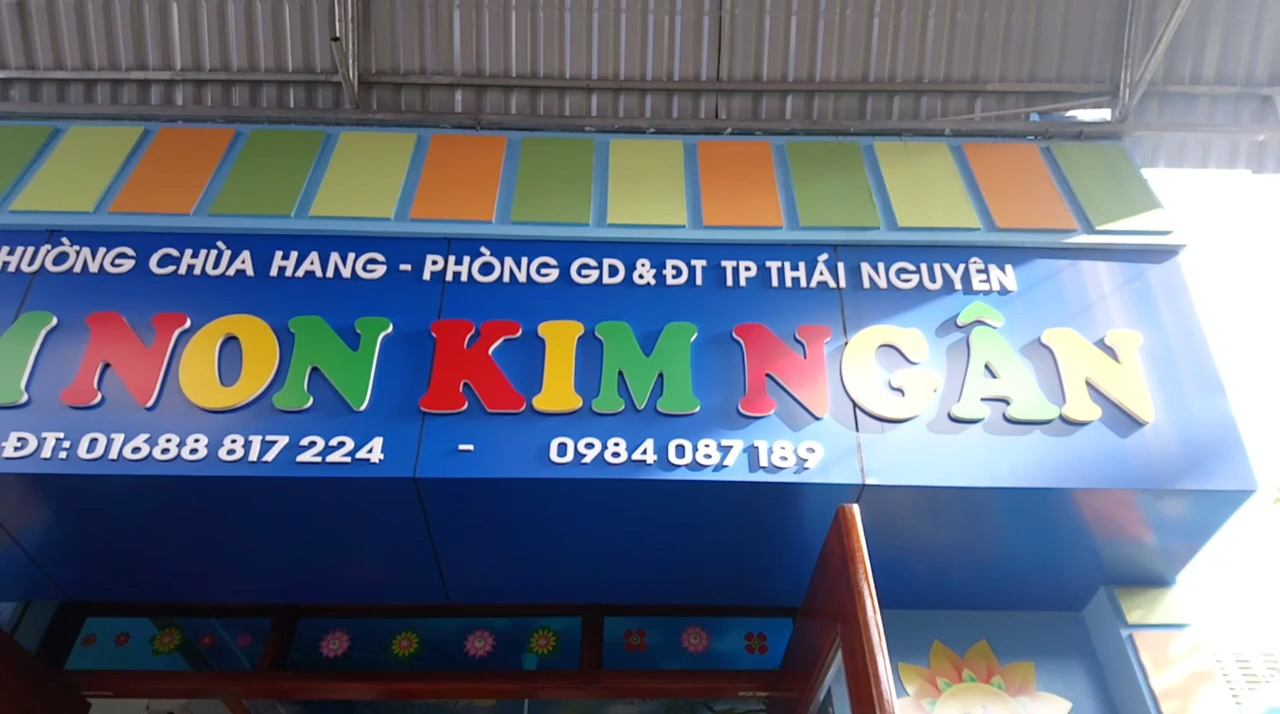 HƯỜNG CHÙA HANG - PHÒNG GD & ĐT TP THÁI NGUYÊN
NON KIM NGÂN
ĐT: 01688 817 224 - 0984 087 189